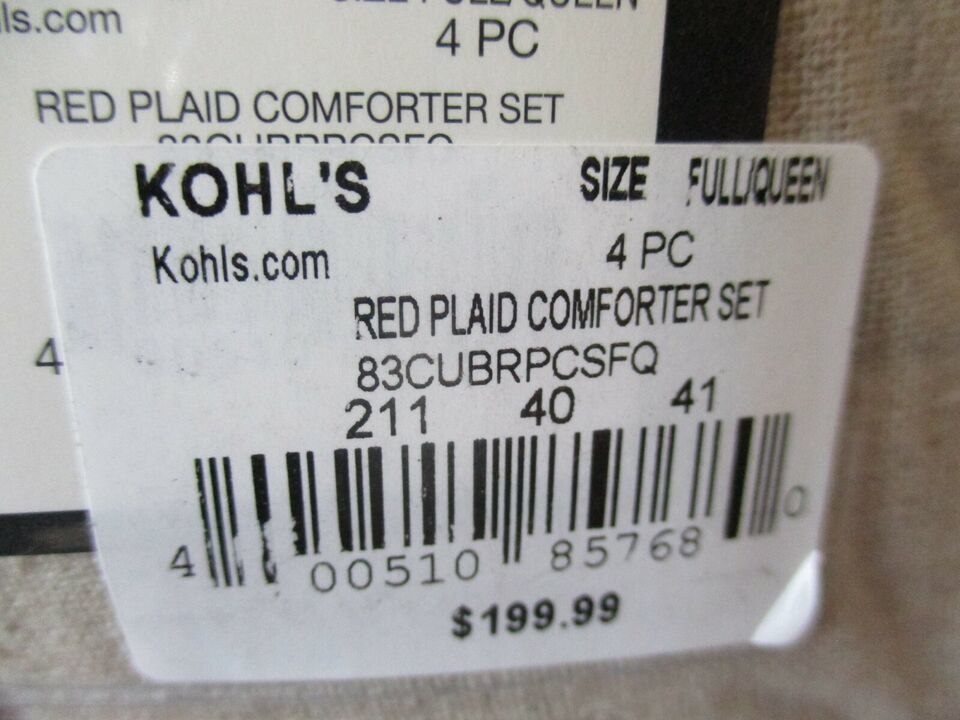 ls.com
4 PC
RED PLAID COMFORTER SET
KOHL'S SIZE FULL/QUEEN
Kohls.com 4 PC
RED PLAID COMFORTER SET
83CUBRPCSFQ
4
211 40 41
4 00510 85768 0
$199.99